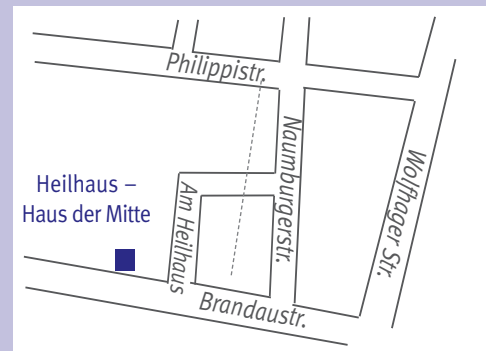 Philippistr.
Naumburgerstr.
Wolfhager Str.
Heilhaus –
Haus der Mitte
Am Heilhaus
Brandaustr.